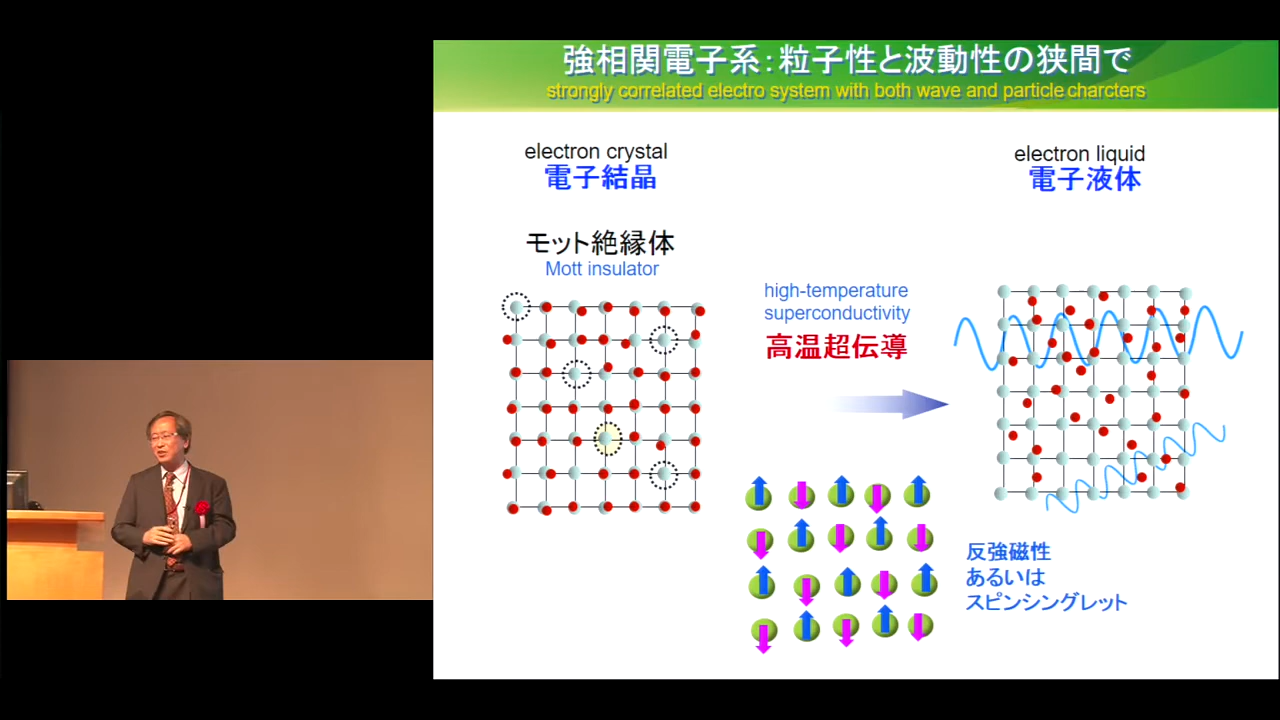 強相関電子系：粒子性と波動性の狭間で
strongly correlated electro system with both wave and particle charcters
electron crystal
電子結晶
electron liquid
電子液体
モット絶縁体
Mott insulator
high-temperature
superconductivity
高温超伝導
反強磁性
あるいは
スピンシングレット